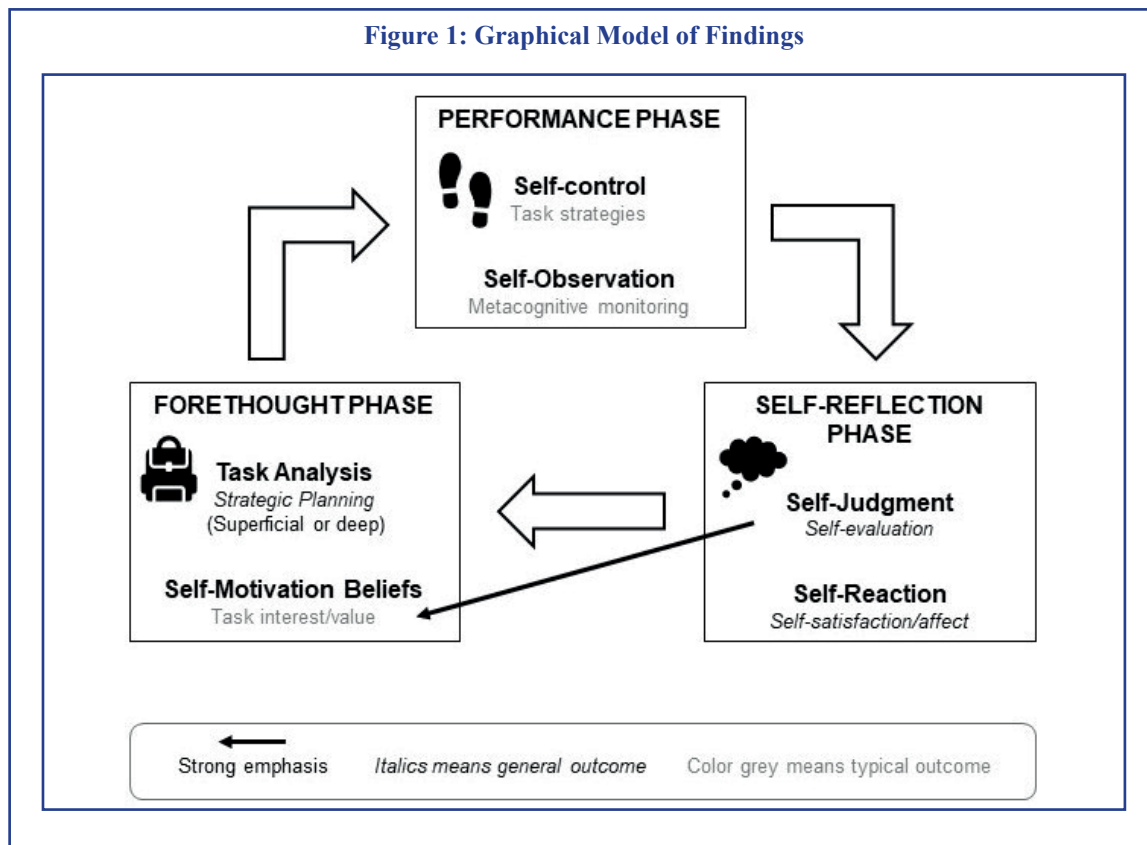 Figure 1: Graphical Model of Findings
PERFORMANCE PHASE
Self-control
Task strategies
Self-Observation
Metacognitive monitoring
FORETHOUGHT PHASE
Task Analysis
Strategic Planning
(Superficial or deep)
Self-Motivation Beliefs
Task interest/value
SELF-REFLECTION
PHASE
Self-Judgment
Self-evaluation
Self-Reaction
Self-satisfaction/affect
Strong emphasis
Italics means general outcome
Color grey means typical outcome